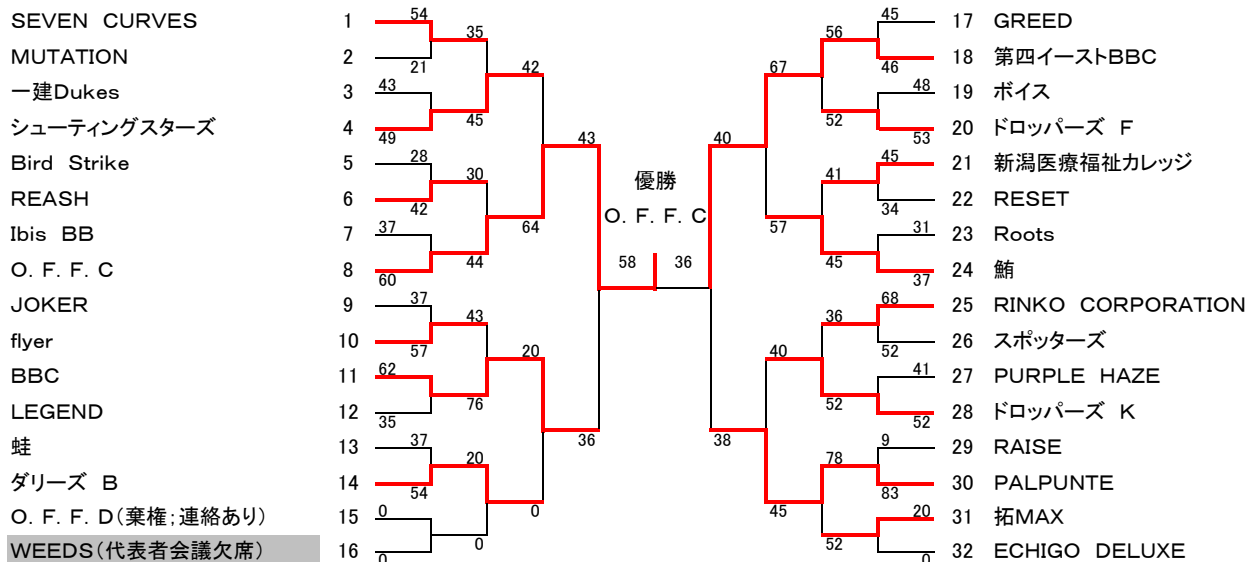 SEVEN CURVES 1 54
35
MUTATION 2 21
42
一建Dukes 3 43
シューティングスターズ 4 49
45
43
Bird Strike 5 28
30
REASH 6 42
64
Ibis BB 7 37
O．F．F．C 8 60
44
JOKER 9 37
43
flyer 10 57
20
BBC 11 62
LEGEND 12 35
76
36
蛙 13 37
20
ダリーズ B 14 54
0
O．F．F．D（棄権；連絡あり） 15 0
WEEDS（代表者会議欠席） 16 0
0
優勝
O．F．F．C
58 36
45 17 GREED
56
46 18 第四イーストBBC
67
48 19 ボイス
53 20 ドロッパーズ F
52
40
45 21 新潟医療福祉カレッジ
41
34 22 RESET
57
31 23 Roots
37 24 鮪
45
68 25 RINKO CORPORATION
36
52 26 スポッターズ
40
41 27 PURPLE HAZE
52 28 ドロッパーズ K
52
38
9 29 RAISE
78
83 30 PALPUNTE
45
20 31 拓MAX
0 32 ECHIGO DELUXE
52